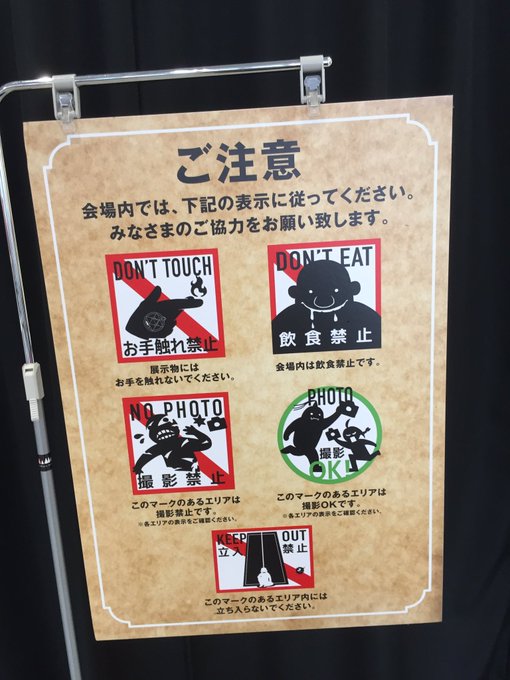 ご注意
会場内では、下記の表示に従ってください。
みなさまのご協力をお願い致します。
DON'T TOUCH
お手触れ禁止
展示物には
お手を触れないでください。
DON'T EAT
飲食禁止
会場内は飲食禁止です。
NO PHOTO
撮影禁止
このマークのあるエリアは
撮影禁止です。
※各エリアの表示をご確認ください。
PHOTO
撮影
OK!
このマークのあるエリアは
撮影OKです。
※各エリアの表示をご確認ください。
KEEP OUT
立入禁止
このマークのあるエリア内には
立ち入らないでください。